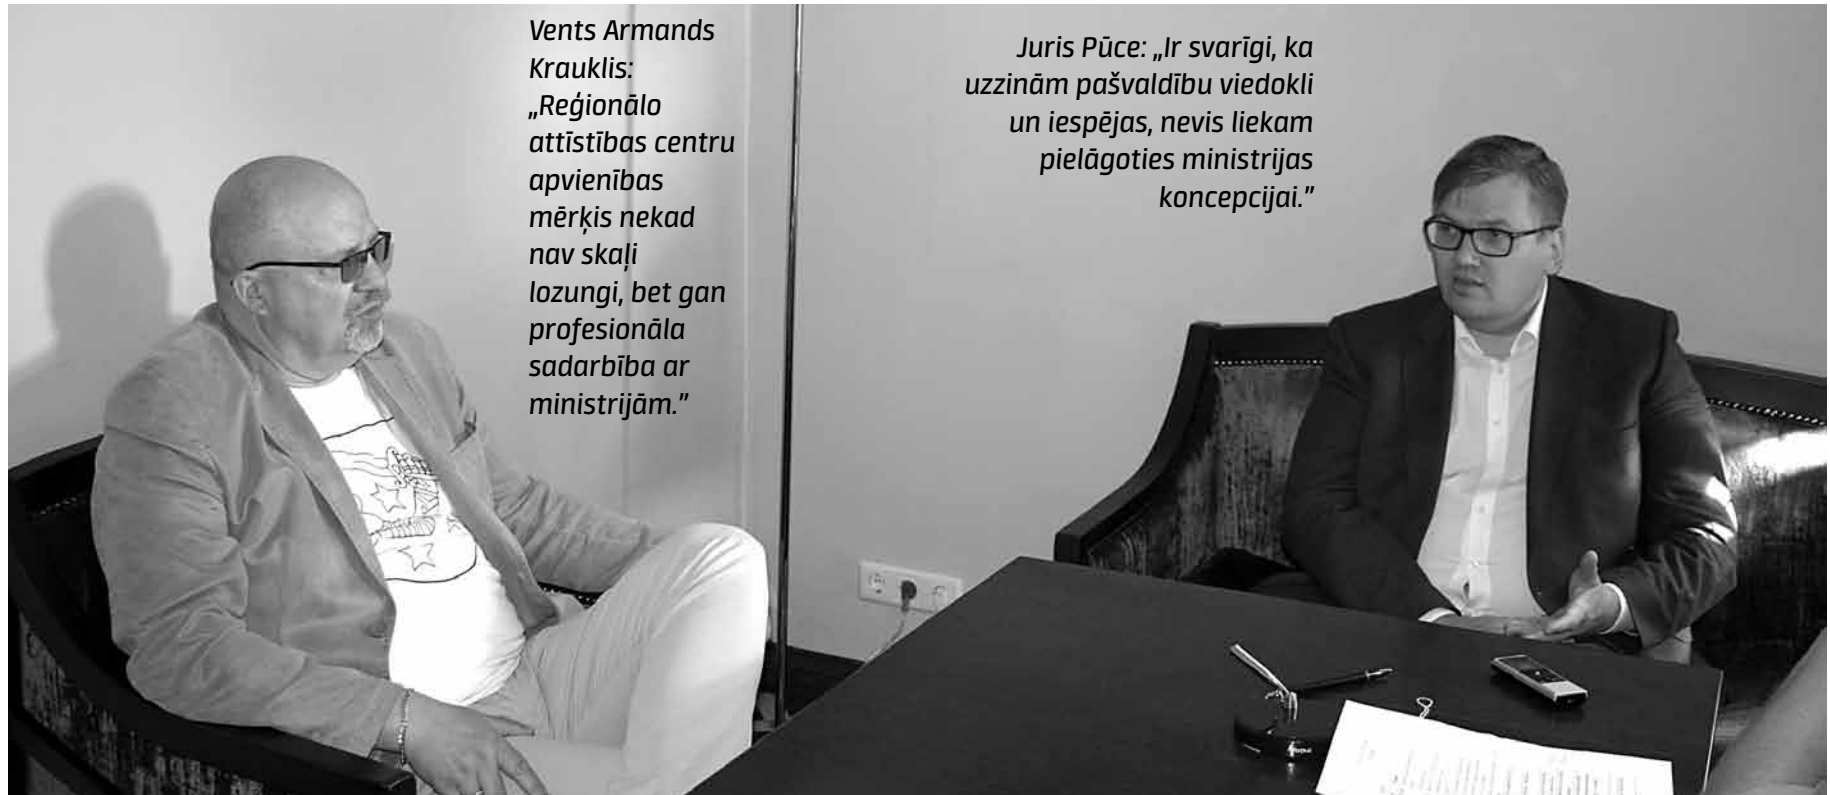 Vents Armands
Krauklis:
„Reģionālo
attīstības centru
apvienības
mērķis nekad
nav skaļi
lozungi, bet gan
profesionāla
sadarbība ar
ministrijām.”
Juris Pūce: „Ir svarīgi, ka
uzzinām pašvaldību viedokli
un iespējas, nevis liekam
pielāgoties ministrijas
koncepcijai.”